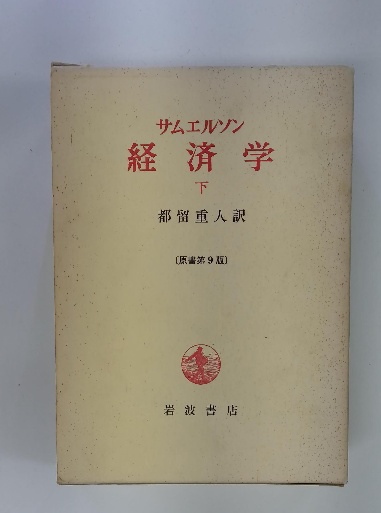 サムエルソン
経済学
下
都留重人訳
〔原書第9版〕
岩波書店